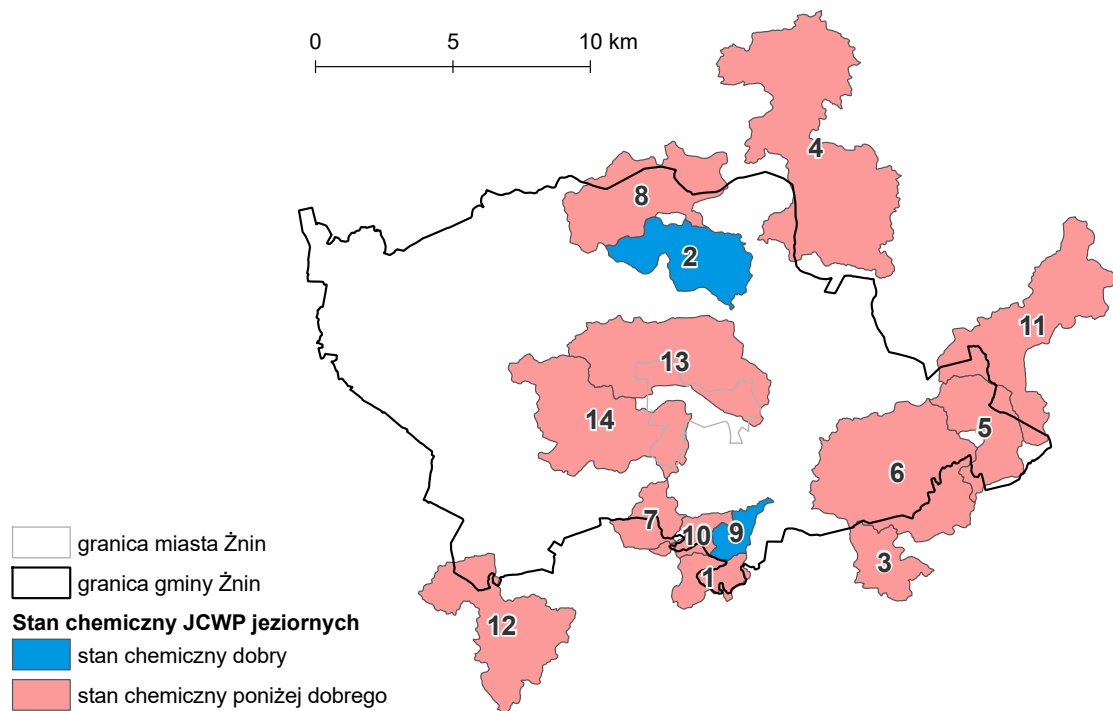 0 5 10 km
4
8
2
11
13
14
5
6
7
10
9
3
1
12
granica miasta Żnin
granica gminy Żnin
Stan chemiczny JCWP jeziornych
stan chemiczny dobry
stan chemiczny poniżej dobrego